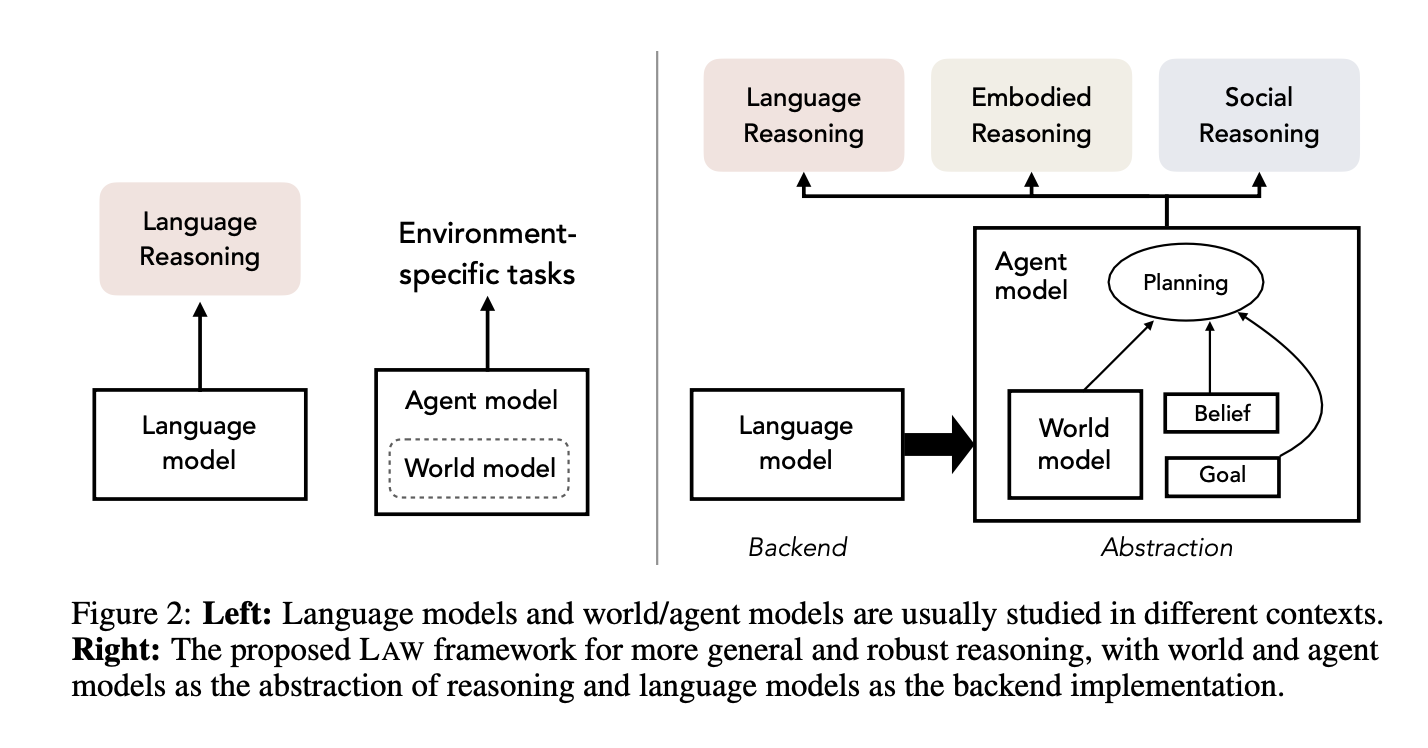 Language
Reasoning
Language
model
Environment-
specific tasks
Agent model
World model
Language
Reasoning
Embodied
Reasoning
Social
Reasoning
Agent
model
Planning
World
model
Belief
Goal
Language
model
Backend
Abstraction
Figure 2: Left: Language models and world/agent models are usually studied in different contexts.
Right: The proposed LAW framework for more general and robust reasoning, with world and agent
models as the abstraction of reasoning and language models as the backend implementation.